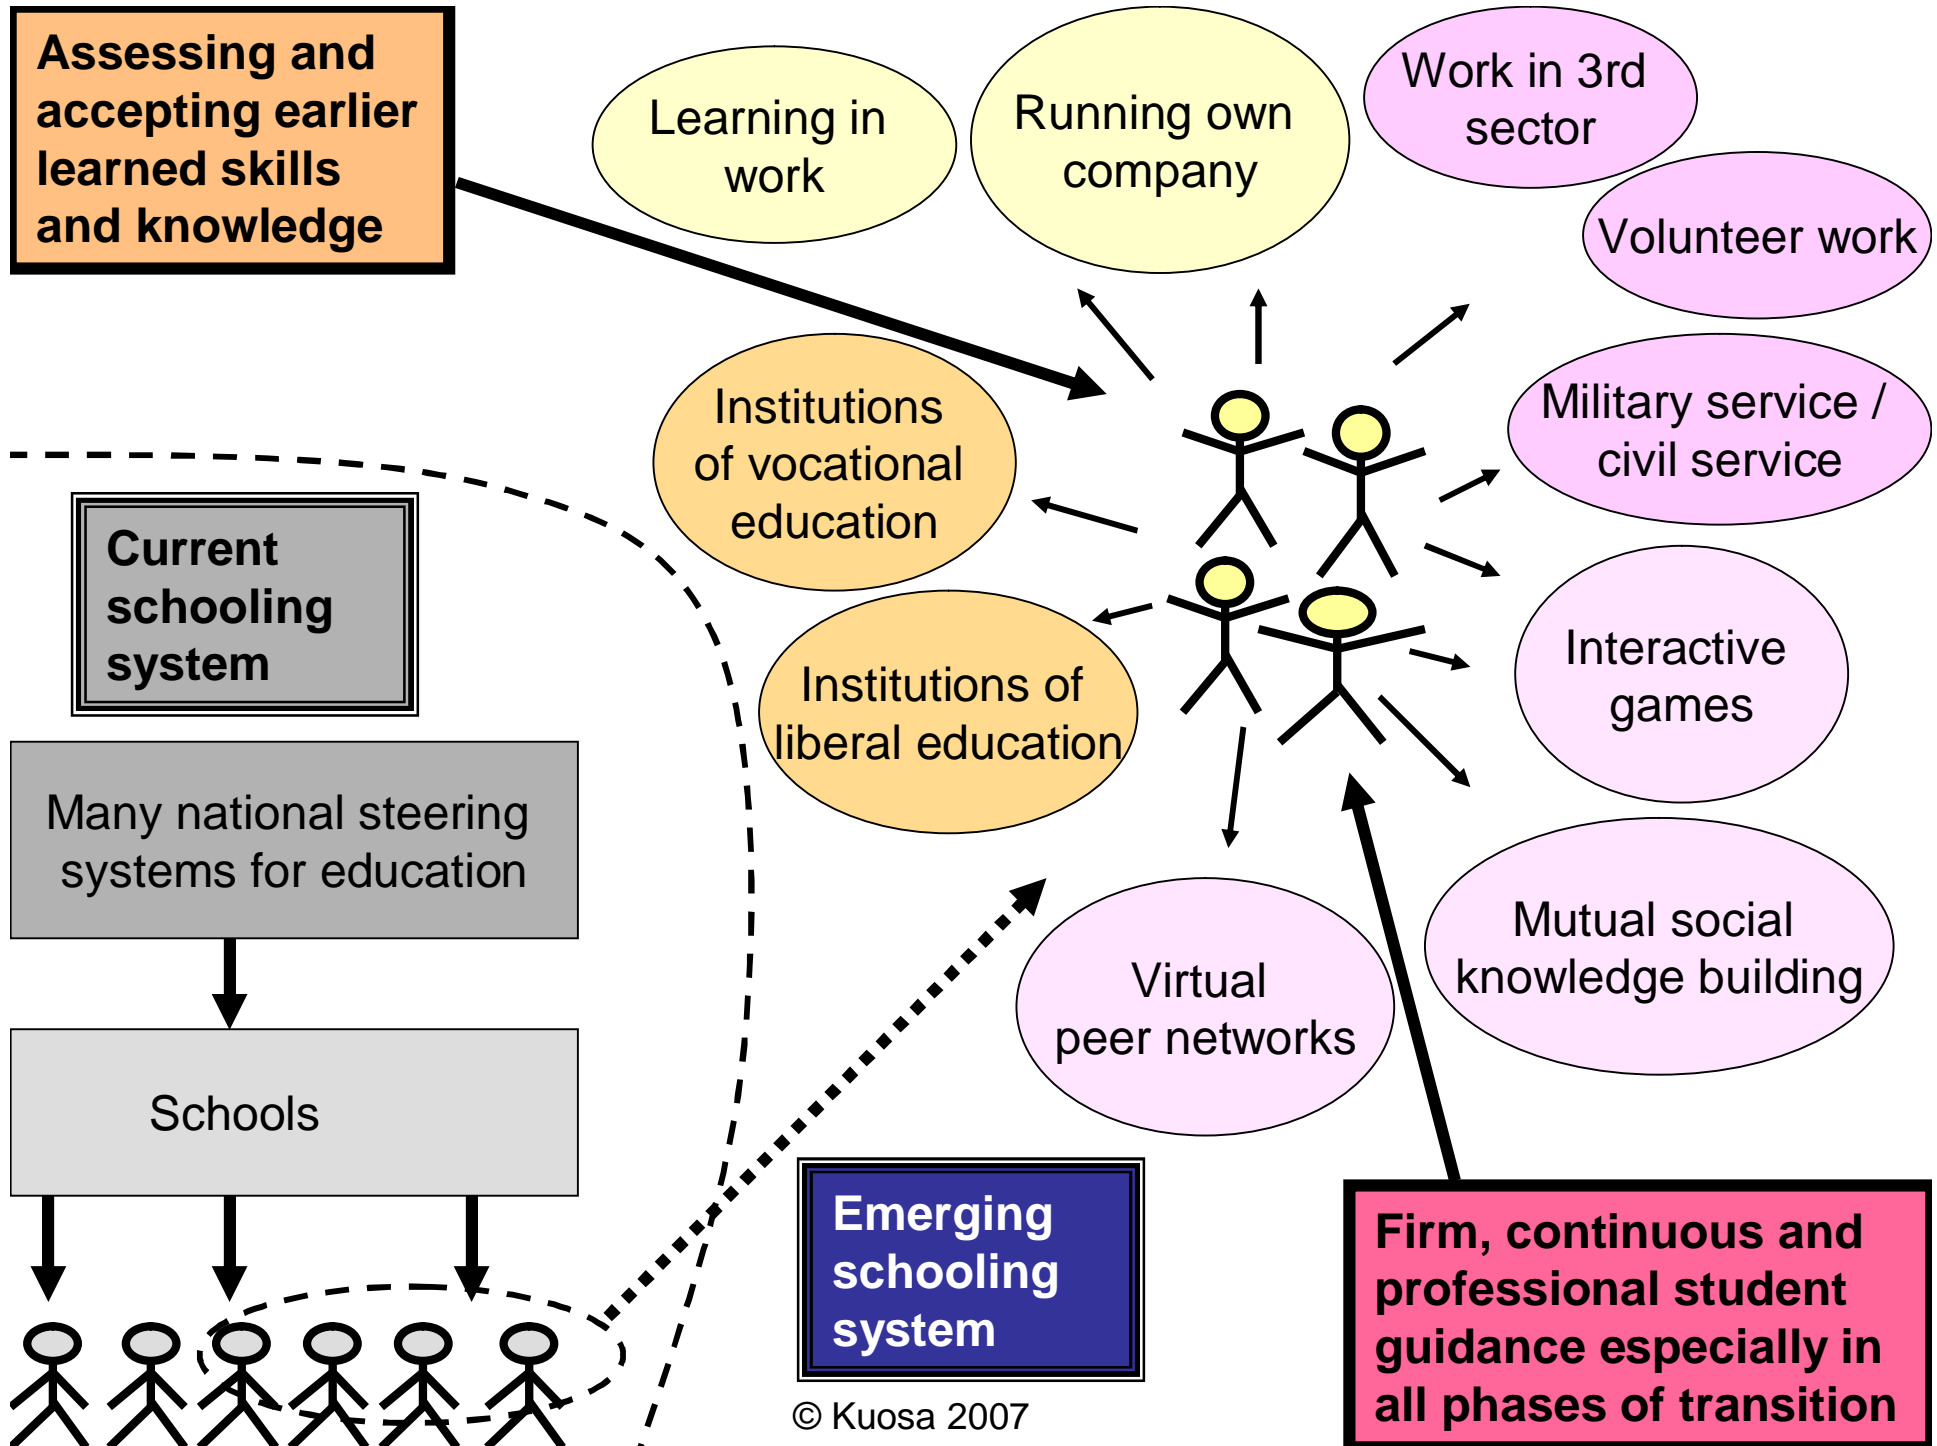 Assessing and
accepting earlier
learned skills
and knowledge
Learning in
work
Running own
company
Work in 3rd
sector
Volunteer work
Institutions
of vocational
education
Military service /
civil service
Current
schooling
system
Institutions of
liberal education
Interactive
games
Many national steering
systems for education
Mutual social
knowledge building
Virtual
peer networks
Schools
Emerging
schooling
system
Firm, continuous and
professional student
guidance especially in
all phases of transition
© Kuosa 2007